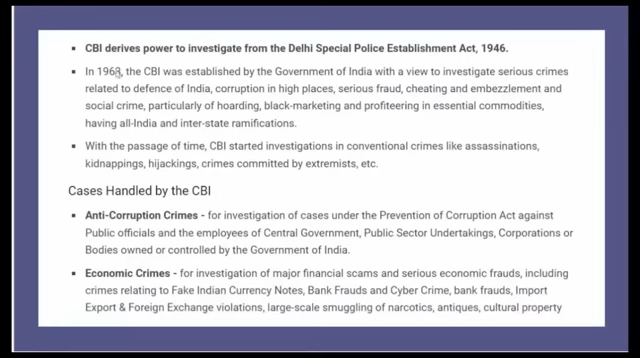 ▪ CBI derives power to investigate from the Delhi Special Police Establishment Act, 1946.
▪ In 1963, the CBI was established by the Government of India with a view to investigate serious crimes
related to defence of India, corruption in high places, serious fraud, cheating and embezzlement and
social crime, particularly of hoarding, black-marketing and profiteering in essential commodities,
having all-India and inter-state ramifications.
▪ With the passage of time, CBI started investigations in conventional crimes like assassinations,
kidnappings, hijackings, crimes committed by extremists, etc.
Cases Handled by the CBI
▪ Anti-Corruption Crimes - for investigation of cases under the Prevention of Corruption Act against
Public officials and the employees of Central Government, Public Sector Undertakings, Corporations or
Bodies owned or controlled by the Government of India.
▪ Economic Crimes - for investigation of major financial scams and serious economic frauds, including
crimes relating to Fake Indian Currency Notes, Bank Frauds and Cyber Crime, bank frauds, Import
Export & Foreign Exchange violations, large-scale smuggling of narcotics, antiques, cultural property